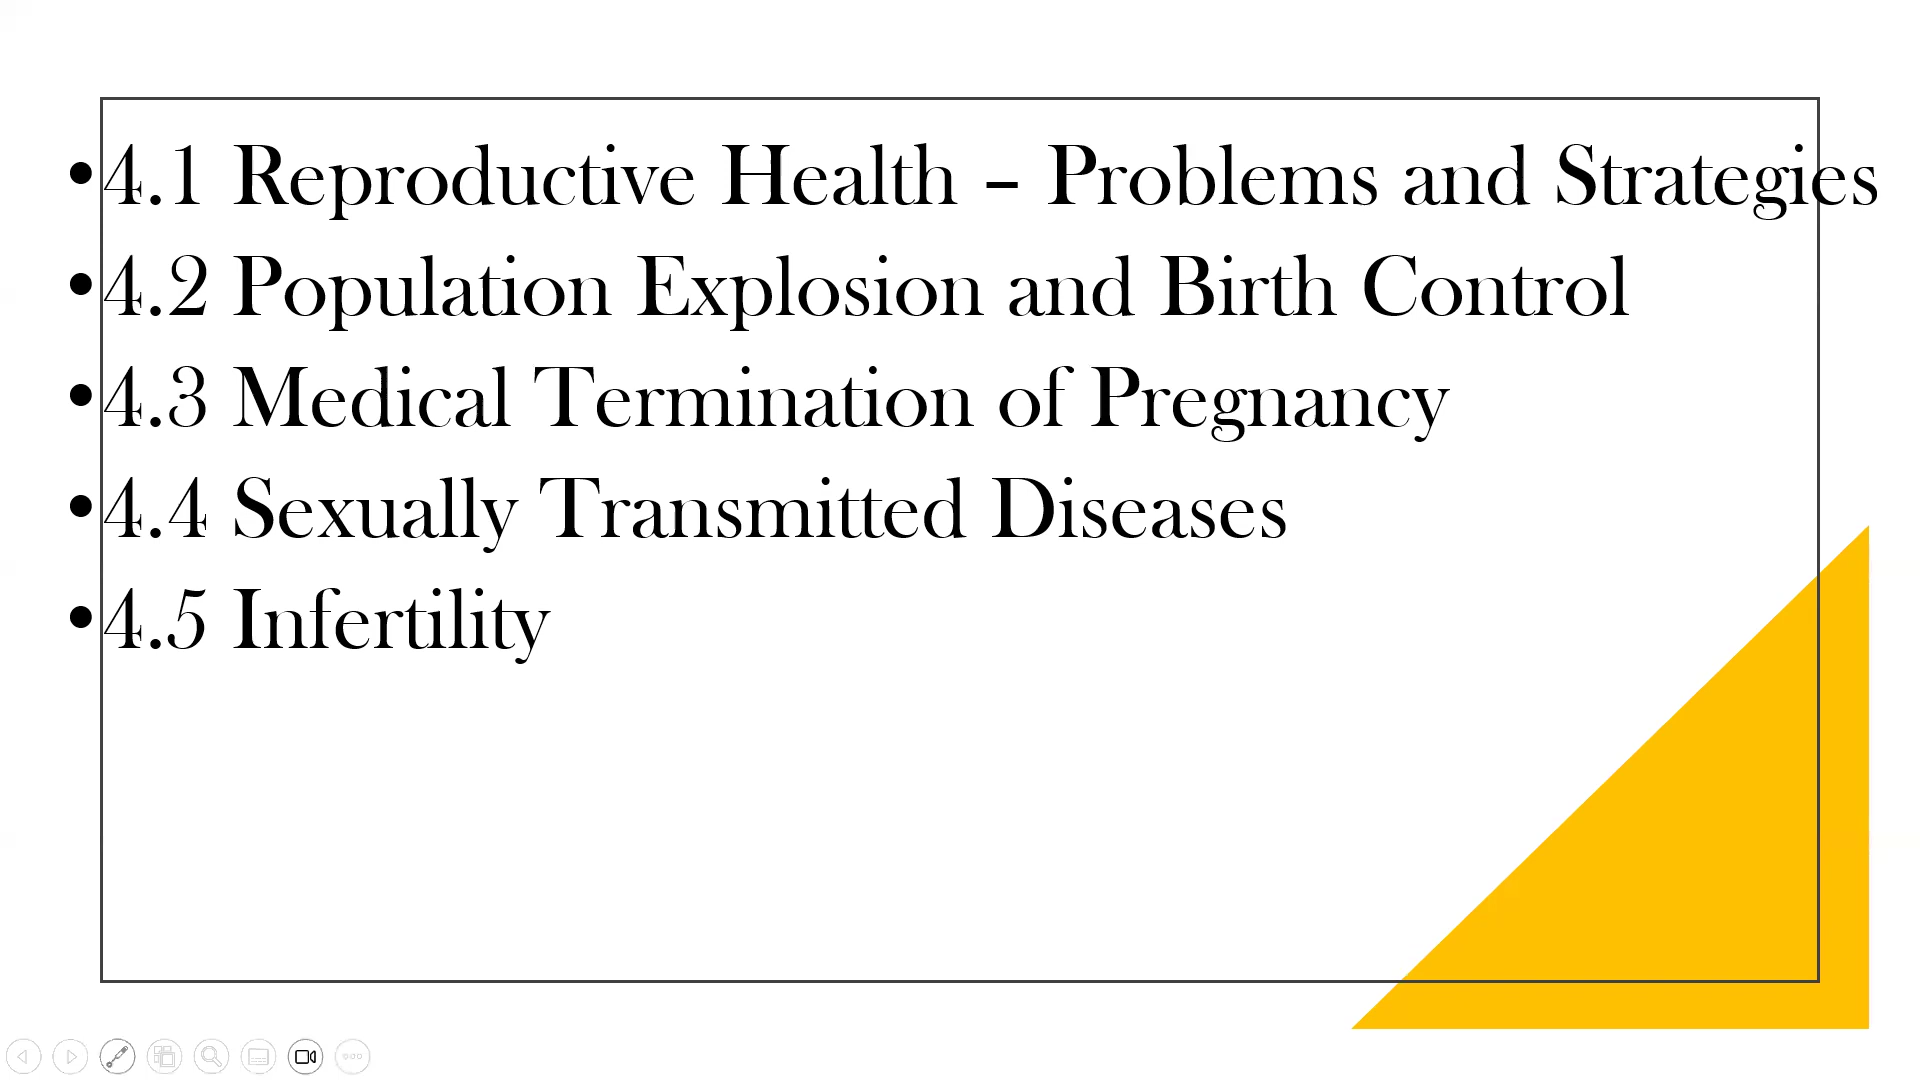 •4.1 Reproductive Health – Problems and Strategies
•4.2 Population Explosion and Birth Control
•4.3 Medical Termination of Pregnancy
•4.4 Sexually Transmitted Diseases
•4.5 Infertility